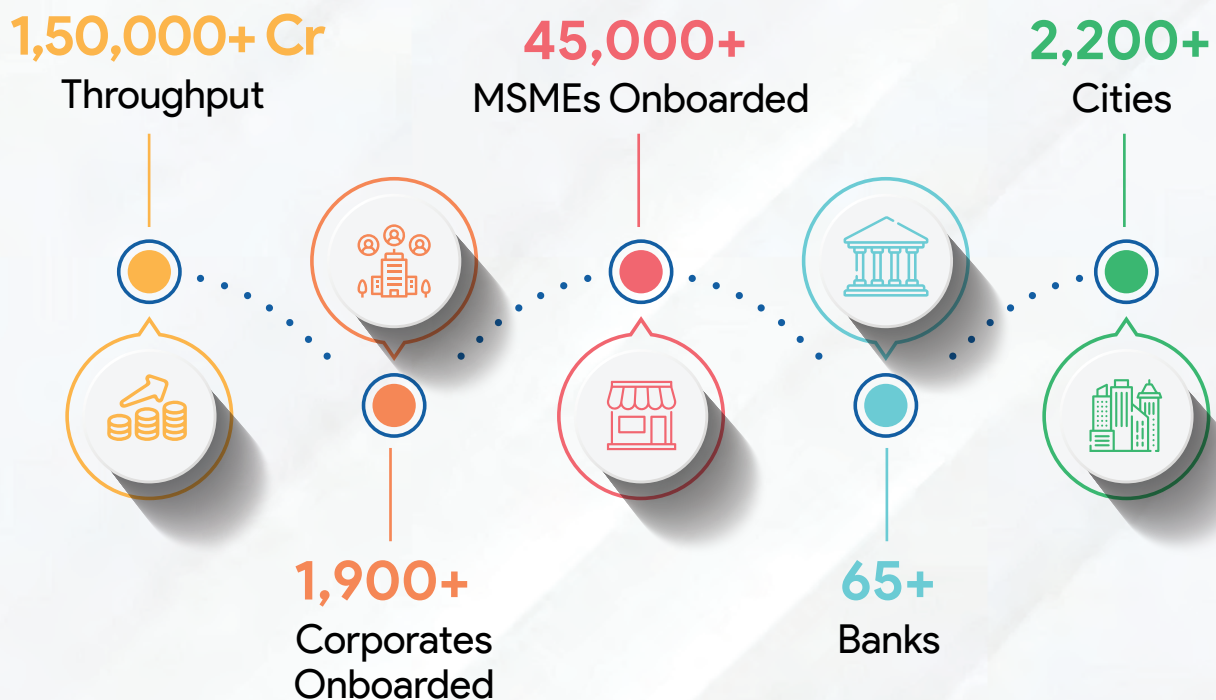 1,50,000+ Cr
Throughput
1,900+
Corporates
Onboarded
45,000+
MSMEs Onboarded
65+
Banks
2,200+
Cities